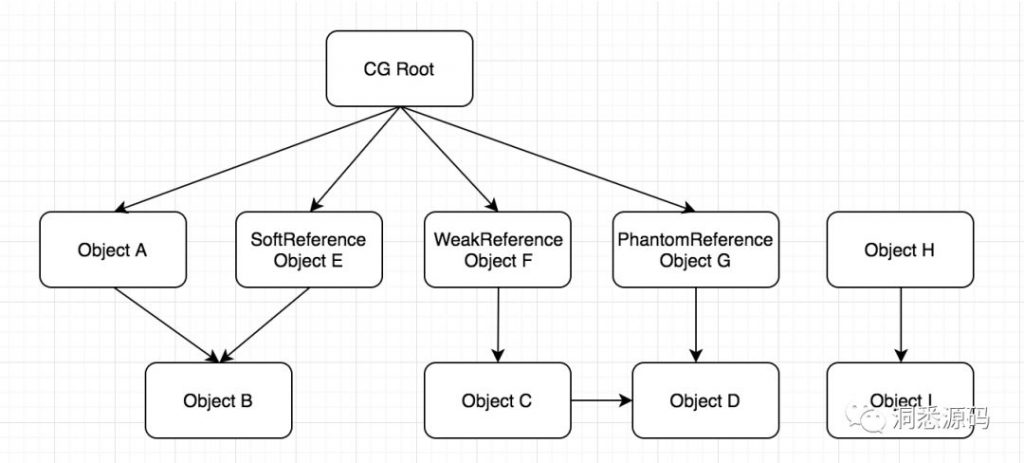 CG Root
Object A
SoftReference
Object E
WeakReference
Object F
PhantomReference
Object G
Object H
Object B
Object C
Object D
Object I
洞悉源码